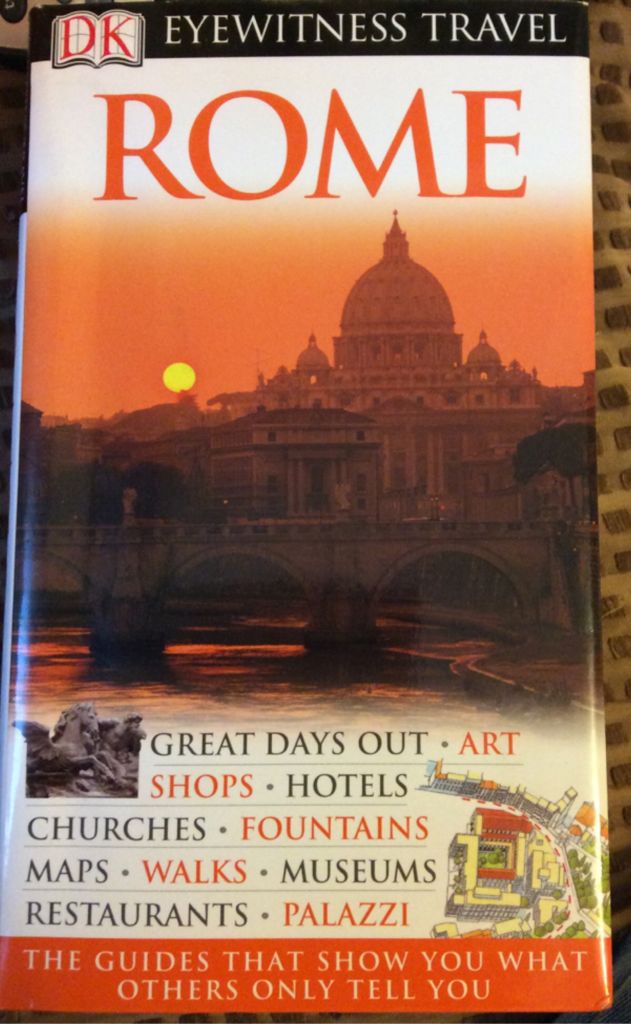 DK EYEWITNESS TRAVEL
ROME
GREAT DAYS OUT • ART
SHOPS • HOTELS
CHURCHES • FOUNTAINS
MAPS • WALKS • MUSEUMS
RESTAURANTS • PALAZZI
THE GUIDES THAT SHOW YOU WHAT
OTHERS ONLY TELL YOU